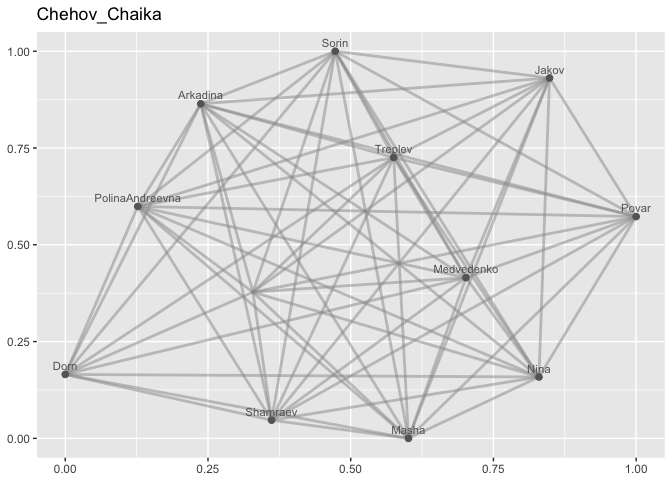 Chehov_Chaika
1.00
Sorin
Jakov
Arkadina
0.75
Treplev
PolinaAndreevna
Povar
0.50
Medvedenko
0.25
Dorn
Nina
Shamraev
Masha
0.00
0.00 0.25 0.50 0.75 1.00